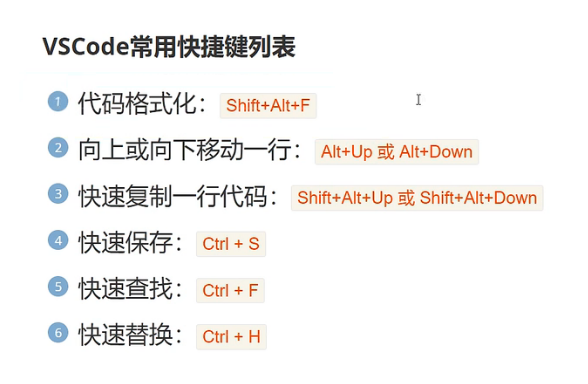 VSCode常用快捷键列表
1 代码格式化： Shift+Alt+F
2 向上或向下移动一行： Alt+Up 或 Alt+Down
3 快速复制一行代码： Shift+Alt+Up 或 Shift+Alt+Down
4 快速保存： Ctrl + S
5 快速查找： Ctrl + F
6 快速替换： Ctrl + H